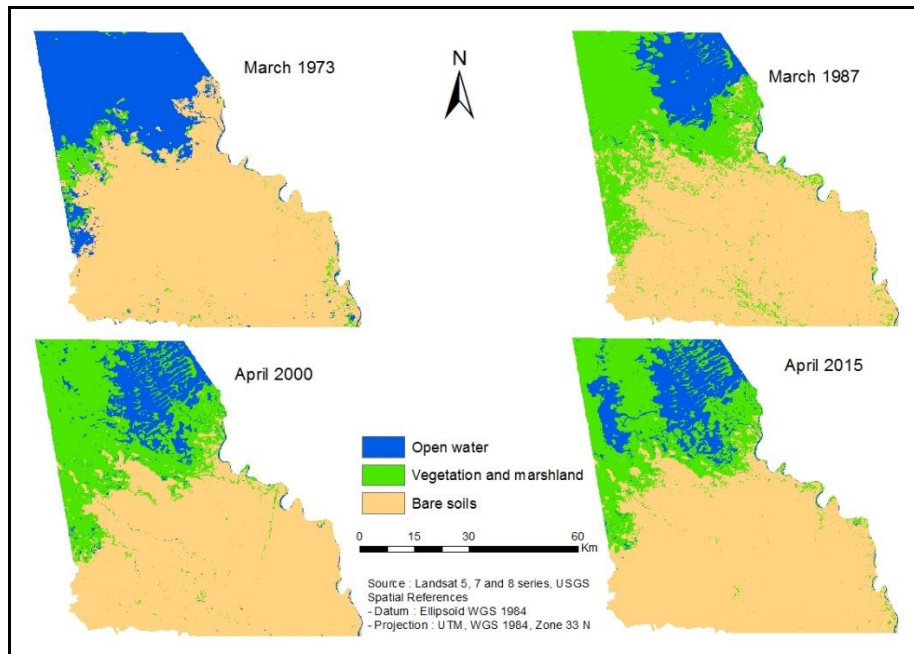 March 1973
N
March 1987
April 2000
April 2015
Open water
Vegetation and marshland
Bare soils
0 15 30 60
Km
Source : Landsat 5, 7 and 8 series, USGS
Spatial References
- Datum : Ellipsoid WGS 1984
- Projection : UTM, WGS 1984, Zone 33 N